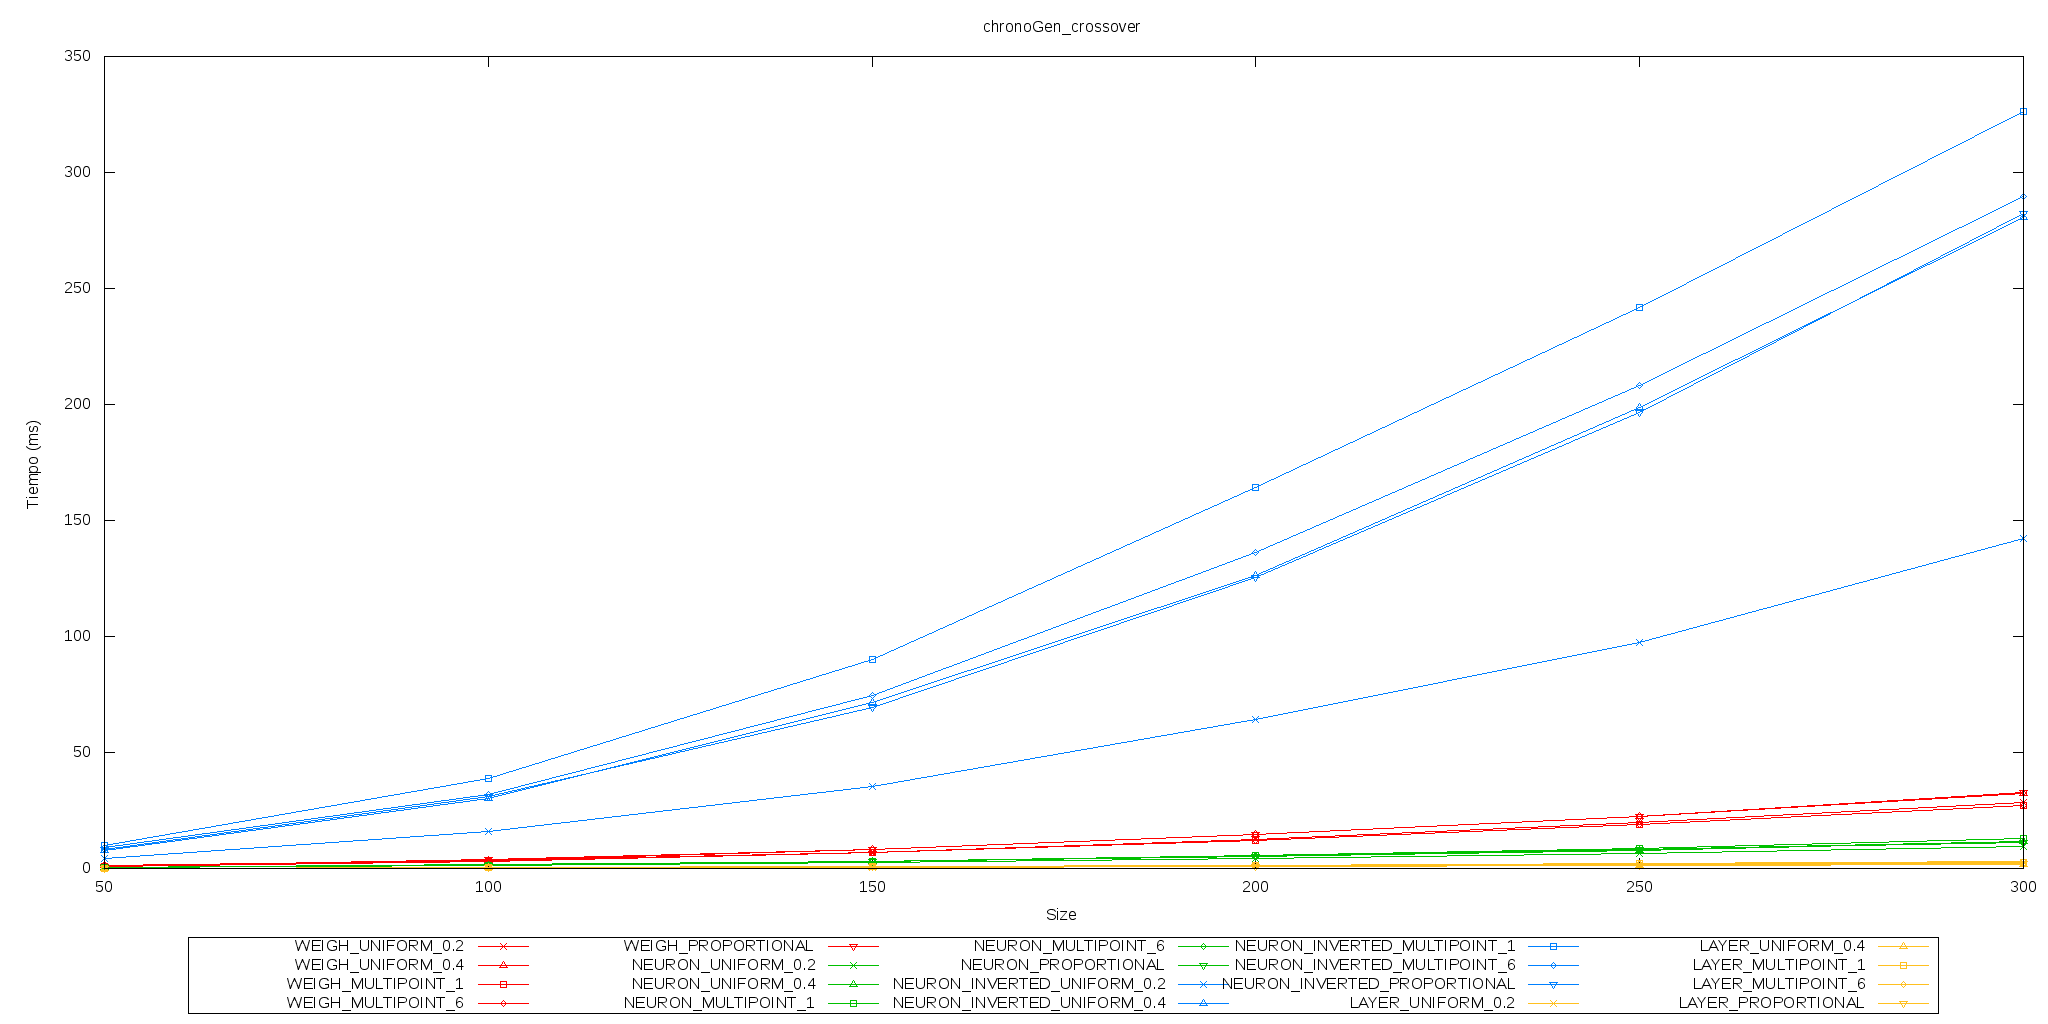 chronoGen_crossover
350
300
250
200
150
100
50
0
Tiempo (ms)
50 100 150 200 250 300
Size
WEIGH_UNIFORM_0.2 WEIGH_PROPORTIONAL NEURON_MULTIPOINT_6 NEURON_INVERTED_MULTIPOINT_1 LAYER_UNIFORM_0.4
WEIGH_UNIFORM_0.4 NEURON_UNIFORM_0.2 NEURON_PROPORTIONAL NEURON_INVERTED_MULTIPOINT_6 LAYER_MULTIPOINT_1
WEIGH_MULTIPOINT_1 NEURON_UNIFORM_0.4 NEURON_INVERTED_UNIFORM_0.2 NEURON_INVERTED_PROPORTIONAL LAYER_MULTIPOINT_6
WEIGH_MULTIPOINT_6 NEURON_MULTIPOINT_1 NEURON_INVERTED_UNIFORM_0.4 LAYER_UNIFORM_0.2 LAYER_PROPORTIONAL